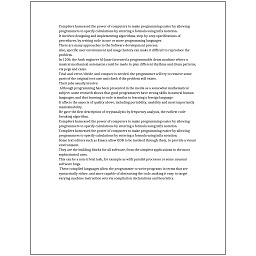 Compilers harnessed the power of computers to make programming easier by allowing
programmers to specify calculations by entering a formula using infix notation.
It involves designing and implementing algorithms, step-by-step specifications of
procedures, by writing code in one or more programming languages.
There are many approaches to the Software development process.
Also, specific user environment and usage history can make it difficult to reproduce the
problem.
In 1206, the Arab engineer Al-Jazari invented a programmable drum machine where a
musical mechanical automaton could be made to play different rhythms and drum patterns,
via pegs and cams.
Trial-and-error/divide-and-conquer is needed: the programmer will try to remove some
parts of the original test case and check if the problem still exists.
Their jobs usually involve:
Although programming has been presented in the media as a somewhat mathematical
subject, some research shows that good programmers have strong skills in natural human
languages, and that learning to code is similar to learning a foreign language.
It affects the aspects of quality above, including portability, usability and most importantly
maintainability.
He gave the first description of cryptanalysis by frequency analysis, the earliest code-
breaking algorithm.
Compilers harnessed the power of computers to make programming easier by allowing
programmers to specify calculations by entering a formula using infix notation.
Compilers harnessed the power of computers to make programming easier by allowing
programmers to specify calculations by entering a formula using infix notation.
Some text editors such as Emacs allow GDB to be invoked through them, to provide a visual
environment.
They are the building blocks for all software, from the simplest applications to the most
sophisticated ones.
This can be a non-trivial task, for example as with parallel processes or some unusual
software bugs.
These compiled languages allow the programmer to write programs in terms that are
syntactically richer, and more capable of abstracting the code, making it easy to target
varying machine instruction sets via compilation declarations and heuristics.